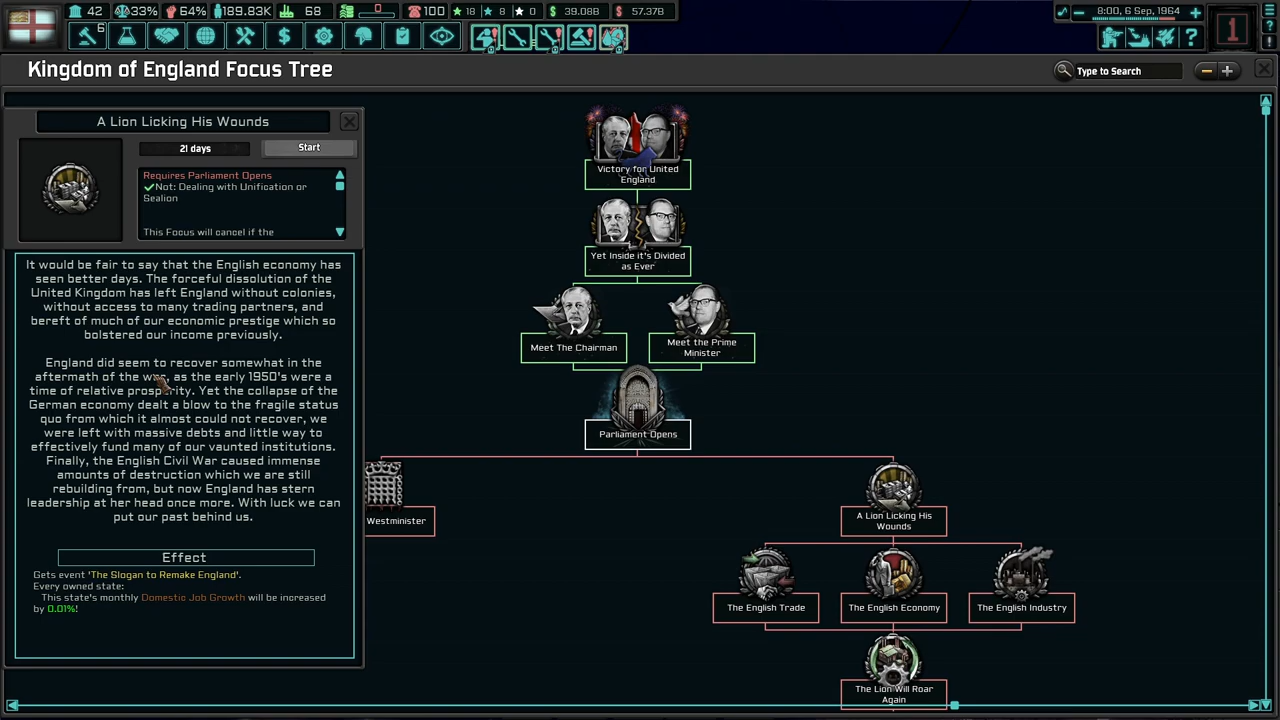 42 33% 64% 189.83K 68 0 100 18 8 0 $ 39.08B $ 57.37B 8:00, 6 Sep, 1964
6
Kingdom of England Focus Tree
Type to Search
A Lion Licking His Wounds
21 days
Start
Requires Parliament Opens
Not: Dealing with Unification or
Sealion
This Focus will cancel if the
It would be fair to say that the English economy has
seen better days. The forceful dissolution of the
United Kingdom has left England without colonies,
without access to many trading partners, and
bereft of much of our economic prestige which so
bolstered our income previously.
England did seem to recover somewhat in the
aftermath of the war, as the early 1950's were a
time of relative prosperity. Yet the collapse of the
German economy dealt a blow to the fragile status
quo from which it almost could not recover, we
were left with massive debts and little way to
effectively fund many of our vaunted institutions.
Finally, the English Civil War caused immense
amounts of destruction which we are still
rebuilding from, but now England has stern
leadership at her head once more. With luck we can
put our past behind us.
Effect
Gets event 'The Slogan to Remake England'.
Every owned state:
This state's monthly Domestic Job Growth will be increased
by 0.01%!
Victory for United
England
Yet Inside it's Divided
as Ever
Meet The Chairman
Meet the Prime
Minister
Parliament Opens
Westminister
A Lion Licking His
Wounds
The English Trade
The English Economy
The English Industry
The Lion Will Roar
Again